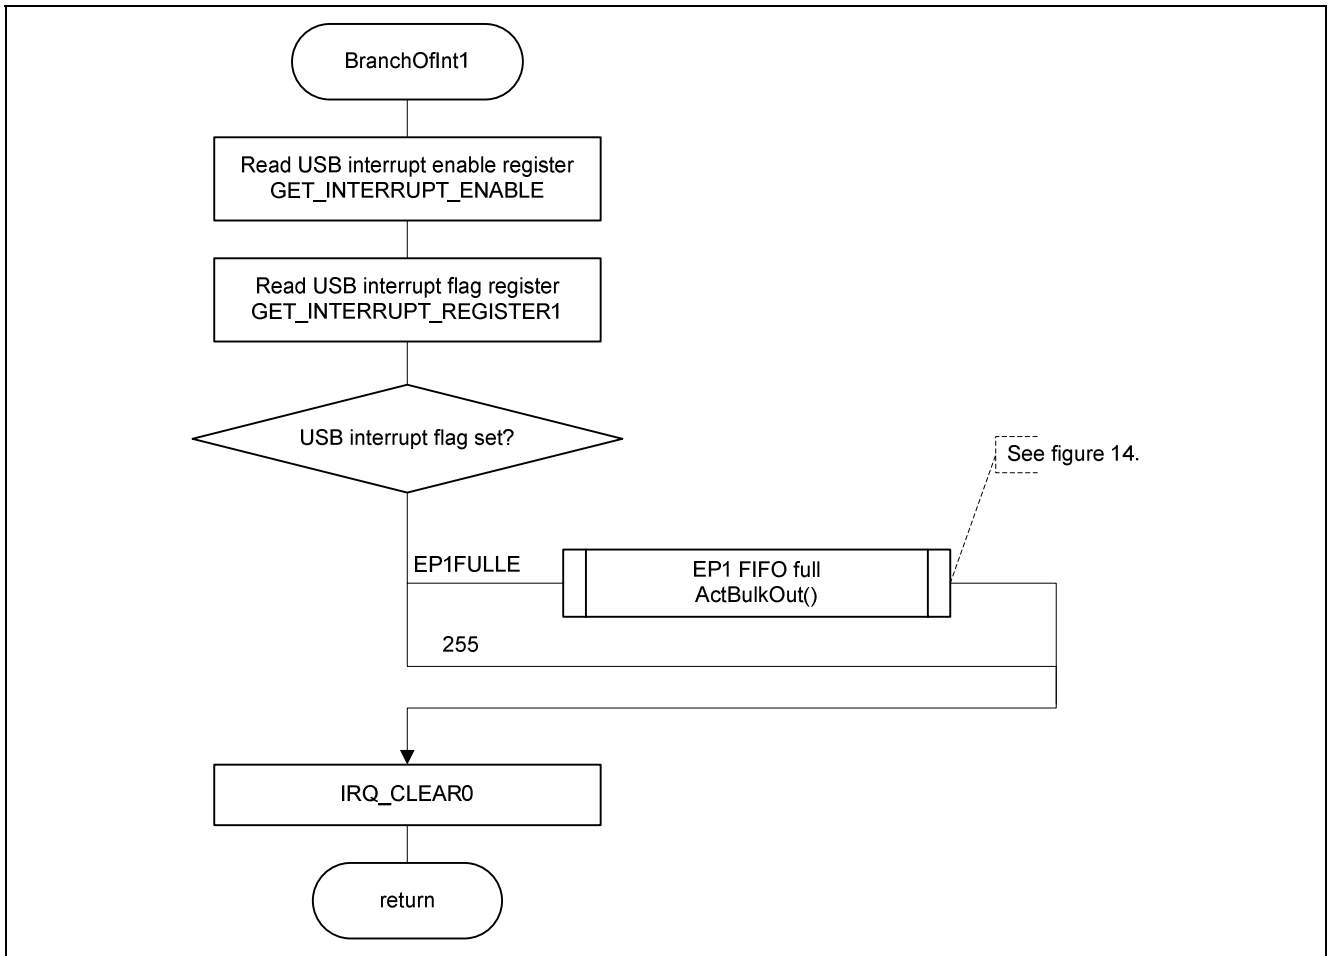 BranchOfInt1
Read USB interrupt enable register
GET_INTERRUPT_ENABLE
Read USB interrupt flag register
GET_INTERRUPT_REGISTER1
USB interrupt flag set?
See figure 14.
EP1FULLE
EP1 FIFO full
ActBulkOut()
255
IRQ_CLEAR0
return